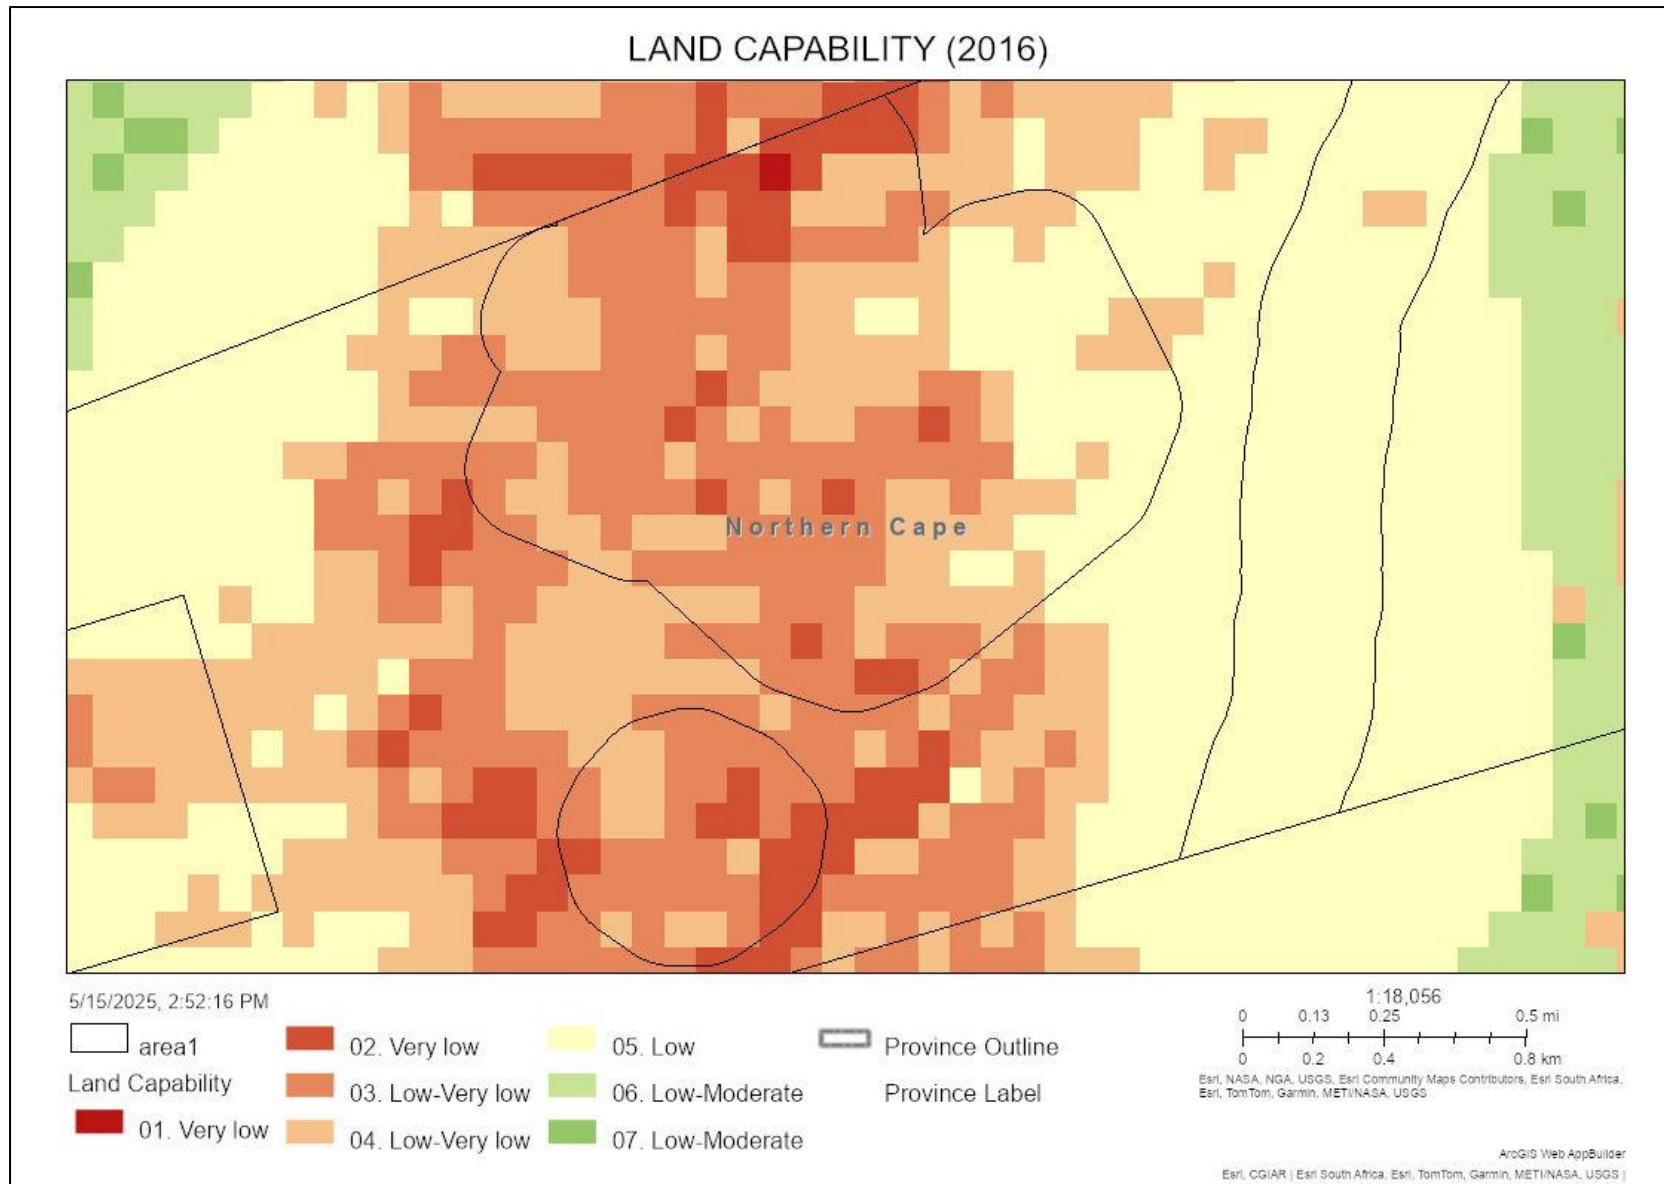 LAND CAPABILITY (2016)
Northern Cape
5/15/2025, 2:52:16 PM
area1
Land Capability
01. Very low
02. Very low
03. Low-Very low
04. Low-Very low
05. Low
06. Low-Moderate
07. Low-Moderate
Province Outline
Province Label
1:18,056
0 0.13 0.25 0.5 mi
0 0.2 0.4 0.8 km
Esri, NASA, NGA, USGS, Esri Community Maps Contributors, Esri South Africa,
Esri, TomTom, Garmin, METI/NASA, USGS
ArcGIS Web AppBuilder
Esri, CGIAR | Esri South Africa, Esri, TomTom, Garmin, METI/NASA, USGS |